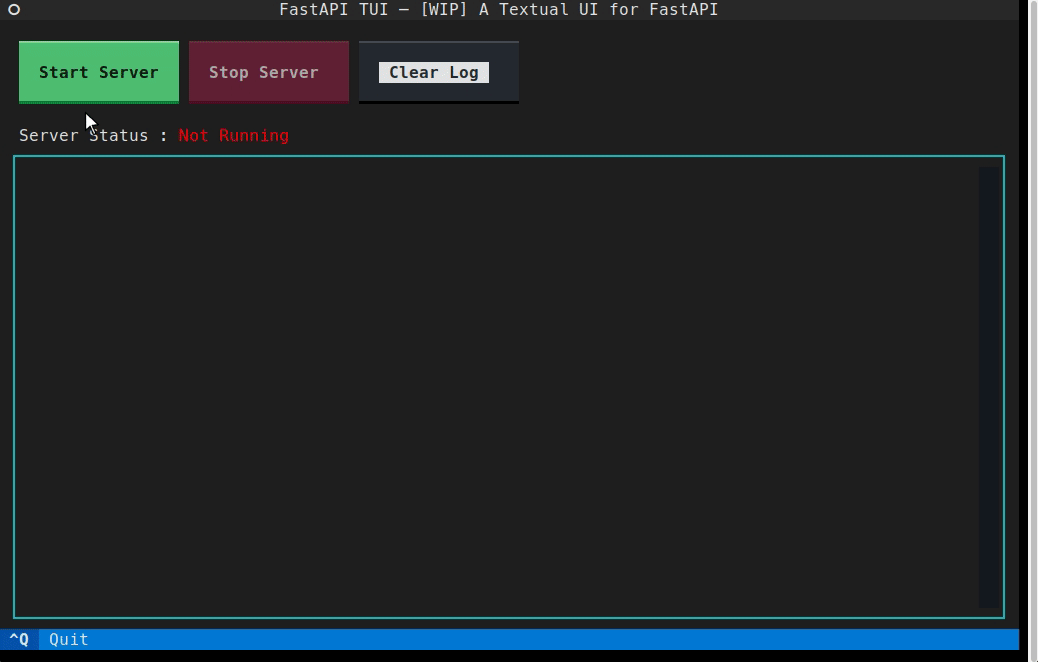 FastAPI TUI — [WIP] A Textual UI for FastAPI
Start Server Stop Server Clear Log
Server Status : Not Running
^Q Quit